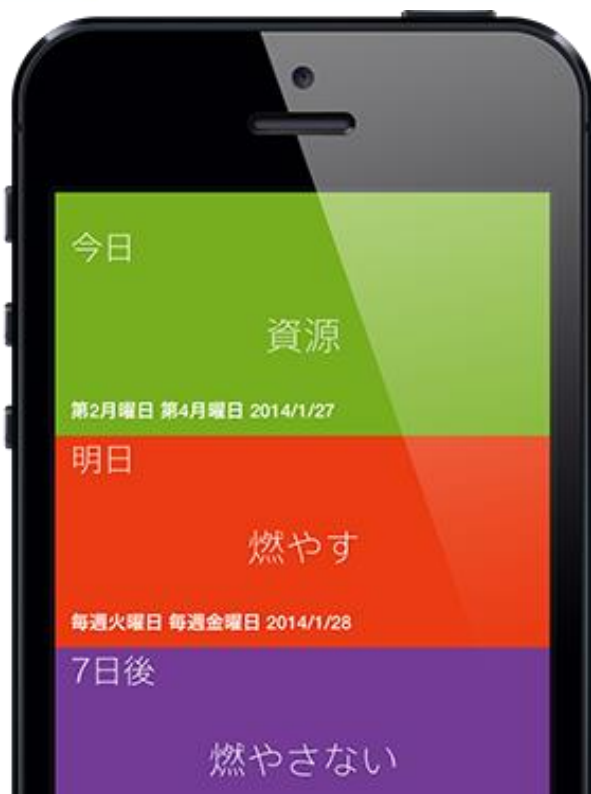 今日
資源
第2月曜日 第4月曜日 2014/1/27
明日
燃やす
毎週火曜日 毎週金曜日 2014/1/28
7日後
燃やさない